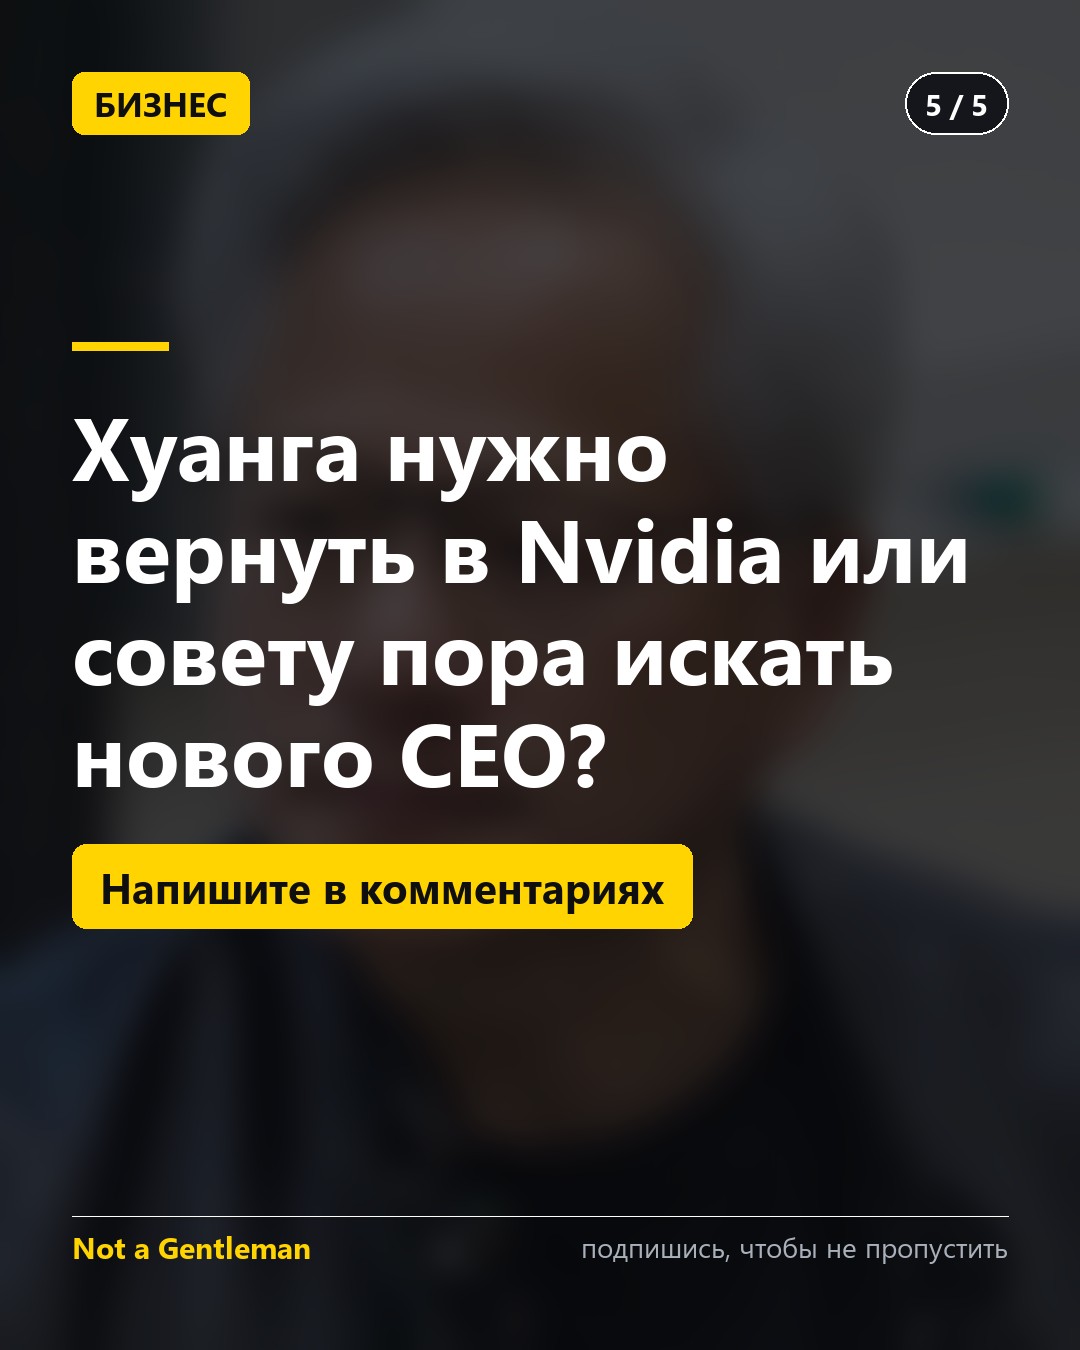 БИЗНЕС
5 / 5
Хуанга нужно
вернуть в Nvidia или
совету пора искать
нового CEO?
Напишите в комментариях
Not a Gentleman
подпишись, чтобы не пропустить